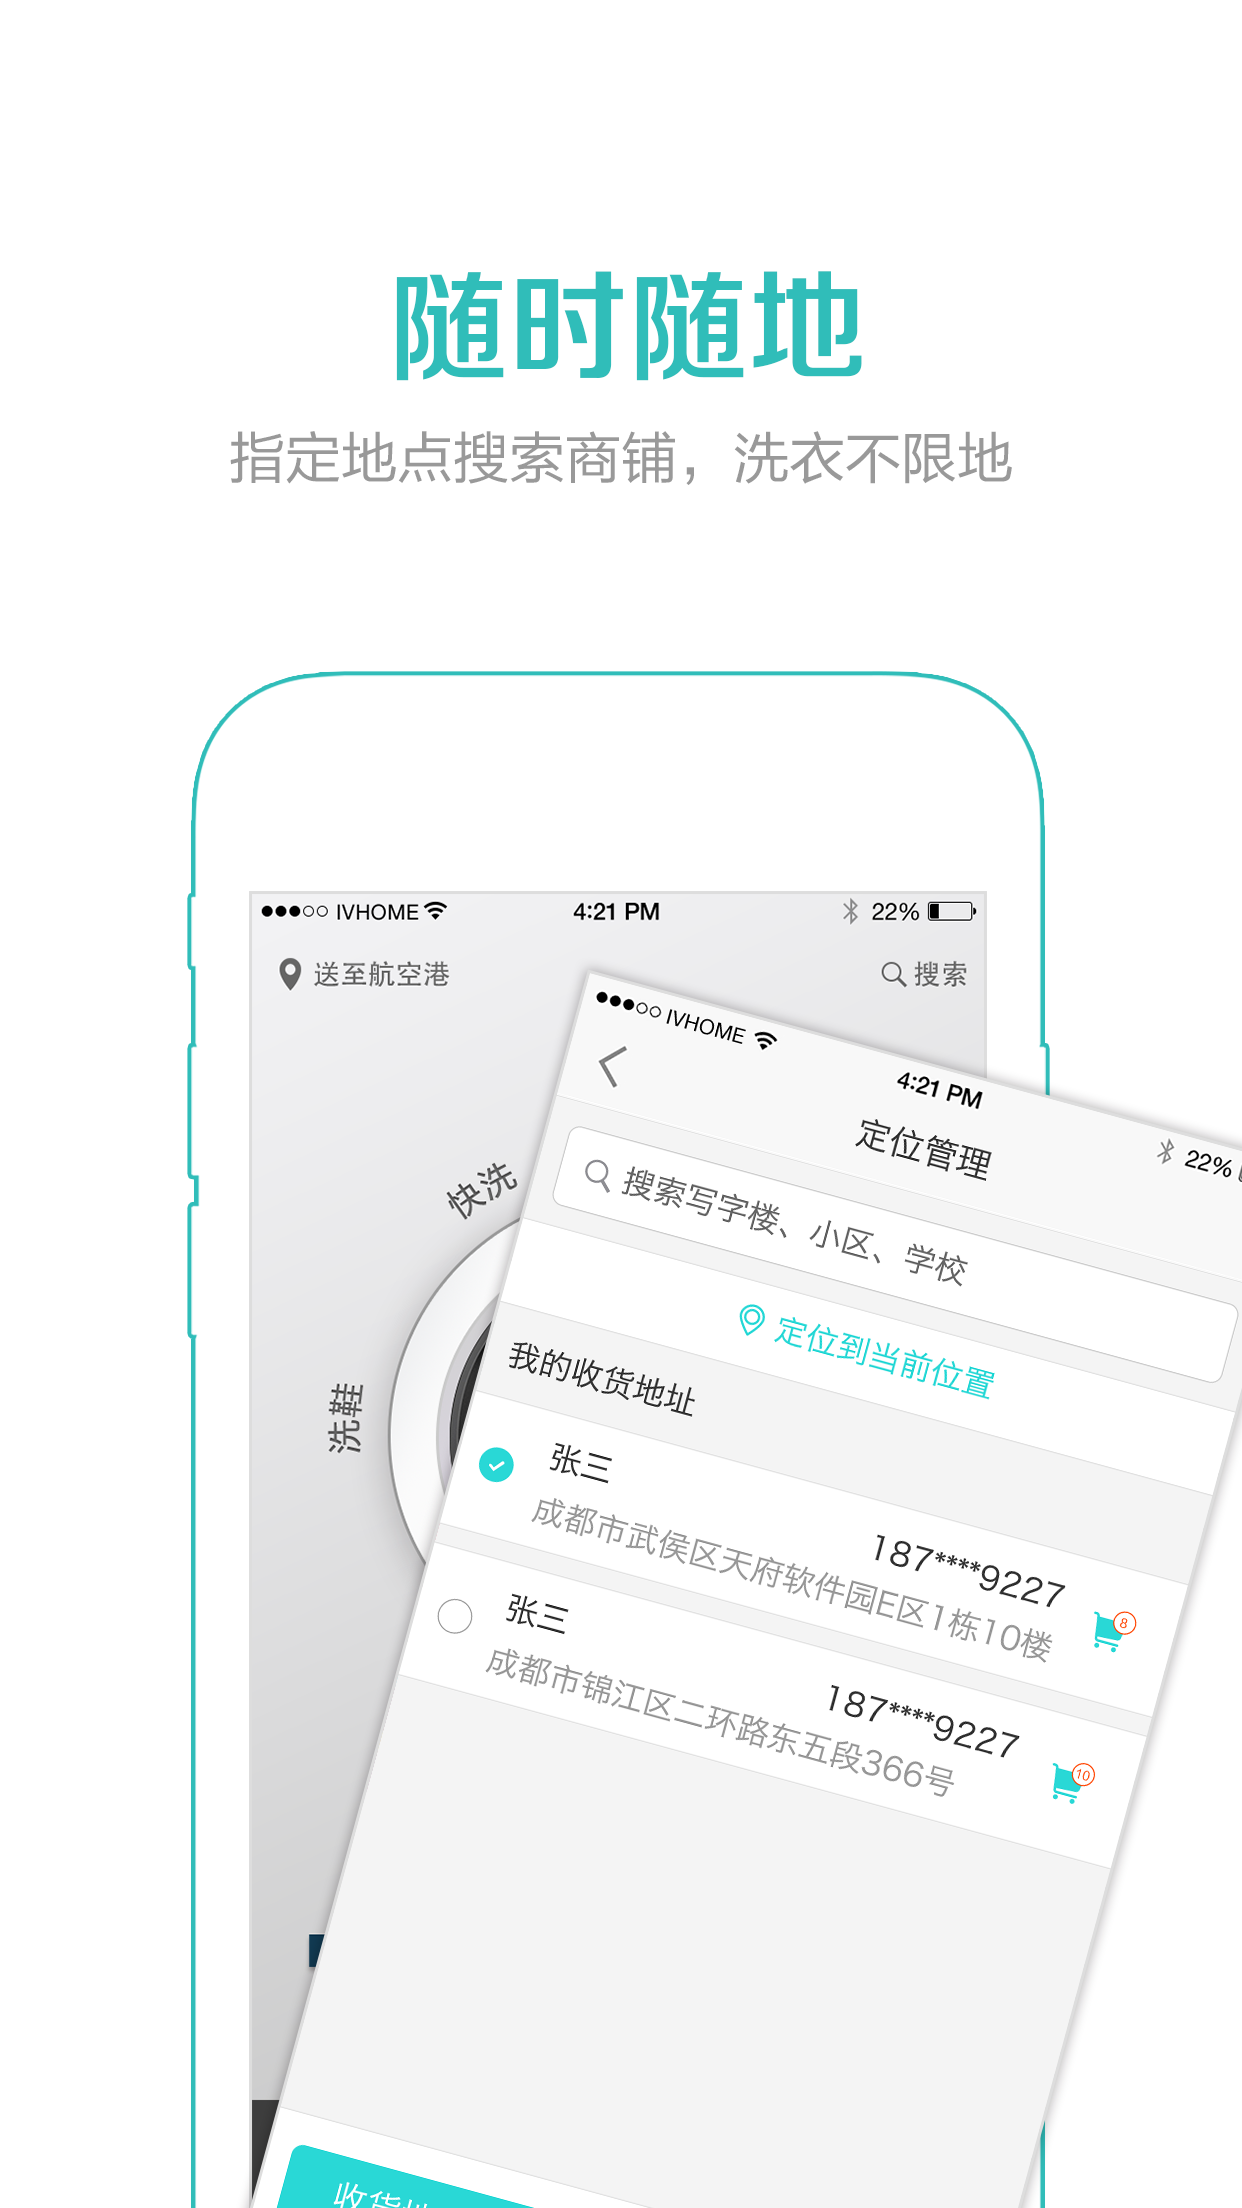 随时随地
指定地点搜索商铺，洗衣不限地
IVHOME 4:21 PM 22%
送至航空港 搜索
快洗
洗鞋
IVHOME 4:21 PM 22%
定位管理
搜索写字楼、小区、学校
定位到当前位置
我的收货地址
张三 187****9227
成都市武侯区天府软件园E区1栋10楼
8
张三 187****9227
成都市锦江区二环路东五段366号
10
收货地